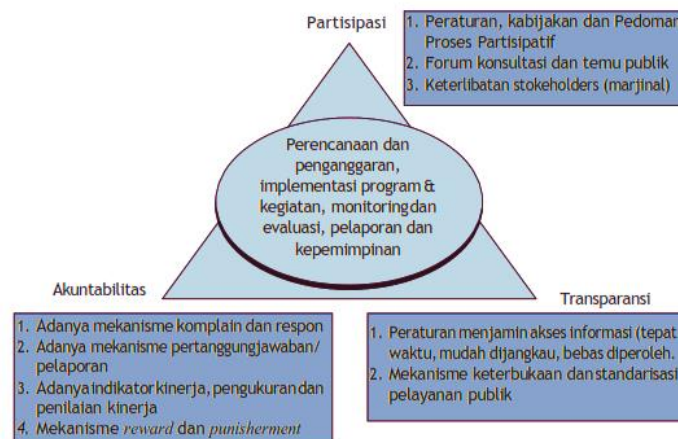 Partisipasi
1. Peraturan, kabijakan dan Pedoman
Proses Partisipatif
2. Forum konsultasi dan temu publik
3. Keterlibatan stokeholders (marjinal)
Perencanaan dan
penganggaran,
implementasi program &
kegiatan, monitoring dan
evaluasi, pelaporan dan
kepemimpinan
Akuntabilitas
1. Adanya mekanisme komplain dan respon
2. Adanya mekanisme pertanggungjawaban/
pelaporan
3. Adanya indikator kinerja, pengukuran dan
penilaian kinerja
4. Mekanisme reward dan punisherment
Transparansi
1. Peraturan menjamin akses informasi (tepat
waktu, mudah dijangkau, bebas diperoleh.
2. Mekanisme keterbukaan dan standarisasi
pelayanan publik